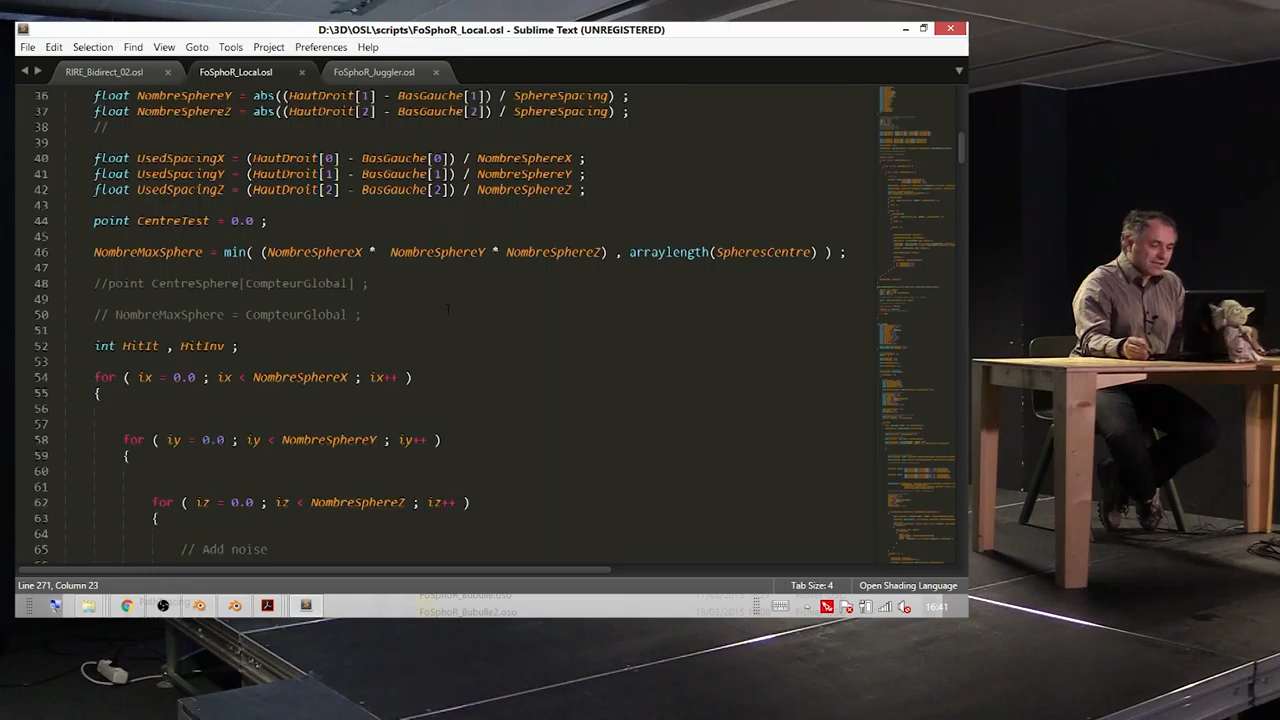 D:\3D\OSL\scripts\FoSphoR_Local.osl - Sublime Text (UNREGISTERED)
File Edit Selection Find View Goto Tools Project Preferences Help
RIRE_Bidirect_02.osl × FoSphoR_Local.osl × FoSphoR_Juggler.osl ×
36 float NombreSphereY = abs((HautDroit[1] - BasGauche[1]) / SphereSpacing) ;
37 float NombreSphereZ = abs((HautDroit[2] - BasGauche[2]) / SphereSpacing) ;
38 //
39
40 float UsedSpacingX = (HautDroit[0] - BasGauche[0]) / NombreSphereX ;
41 float UsedSpacingY = (HautDroit[1] - BasGauche[1]) / NombreSphereY ;
42 float UsedSpacingZ = (HautDroit[2] - BasGauche[2]) / NombreSphereZ ;
43
44 point CentreTest = 0.0 ;
45
46 NombreMaxSphere = min( (NombreSphereX * NombreSphereY * NombreSphereZ) , arraylength(SpheresCentre) ) ;
47
48 //point CentreSphere[CompteurGlobal] ;
49
50 // NombreMaxSphere = CompteurGlobal ;
51
52 int HitIt , HitInv ;
53
54 for ( ix = 0.0 ; ix < NombreSphereX ; ix++ )
55 {
56
57
58 for ( iy = 0.0 ; iy < NombreSphereY ; iy++ )
59 {
60
61
62 for ( iz = 0.0 ; iz < NombreSphereZ ; iz++ )
63 {
64
65 // Add noise
Line 271, Column 23 Tab Size: 4 Open Shading Language
FoSphoR_Bubulle2.oso
16:41